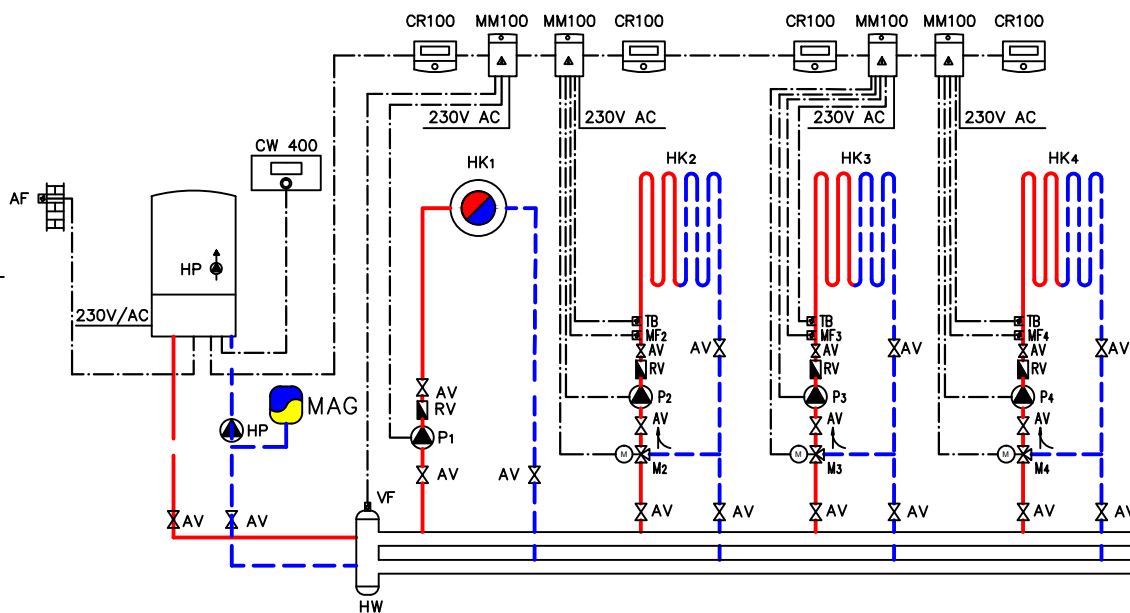 CR100 MM100 MM100 CR100 CR100 MM100 MM100 CR100
230V AC 230V AC 230V AC 230V AC
CW 400
HK1 HK2 HK3 HK4
AF
HP
230V/AC
TB TB TB
MF2 MF3 MF4
AV AV AV AV AV AV
RV RV RV
AV
MAG RV P2 P3 P4
HP P1 AV AV AV
M M M
AV AV M2 M3 M4
VF
AV AV AV AV AV AV AV AV
HW